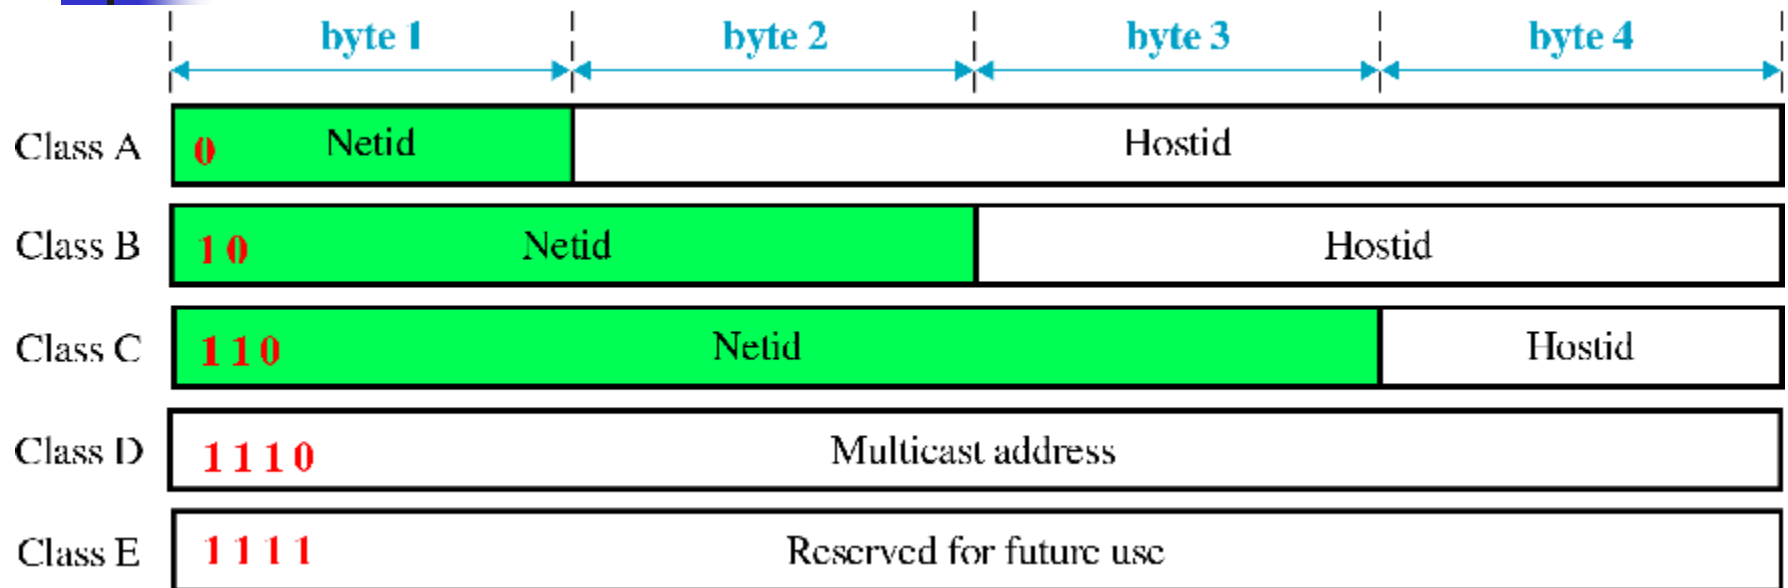 byte 1 byte 2 byte 3 byte 4
Class A 0 Netid Hostid
Class B 1 0 Netid Hostid
Class C 1 1 0 Netid Hostid
Class D 1 1 1 0 Multicast address
Class E 1 1 1 1 Reserved for future use